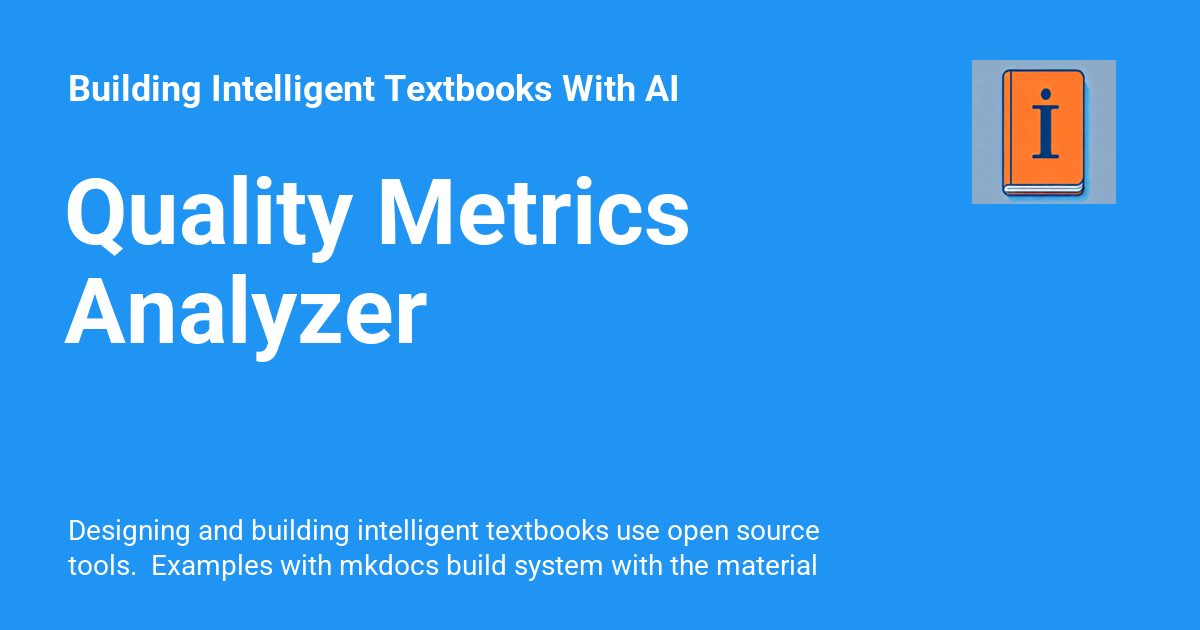 Building Intelligent Textbooks With AI
i
Quality Metrics
Analyzer
Designing and building intelligent textbooks use open source
tools.  Examples with mkdocs build system with the material